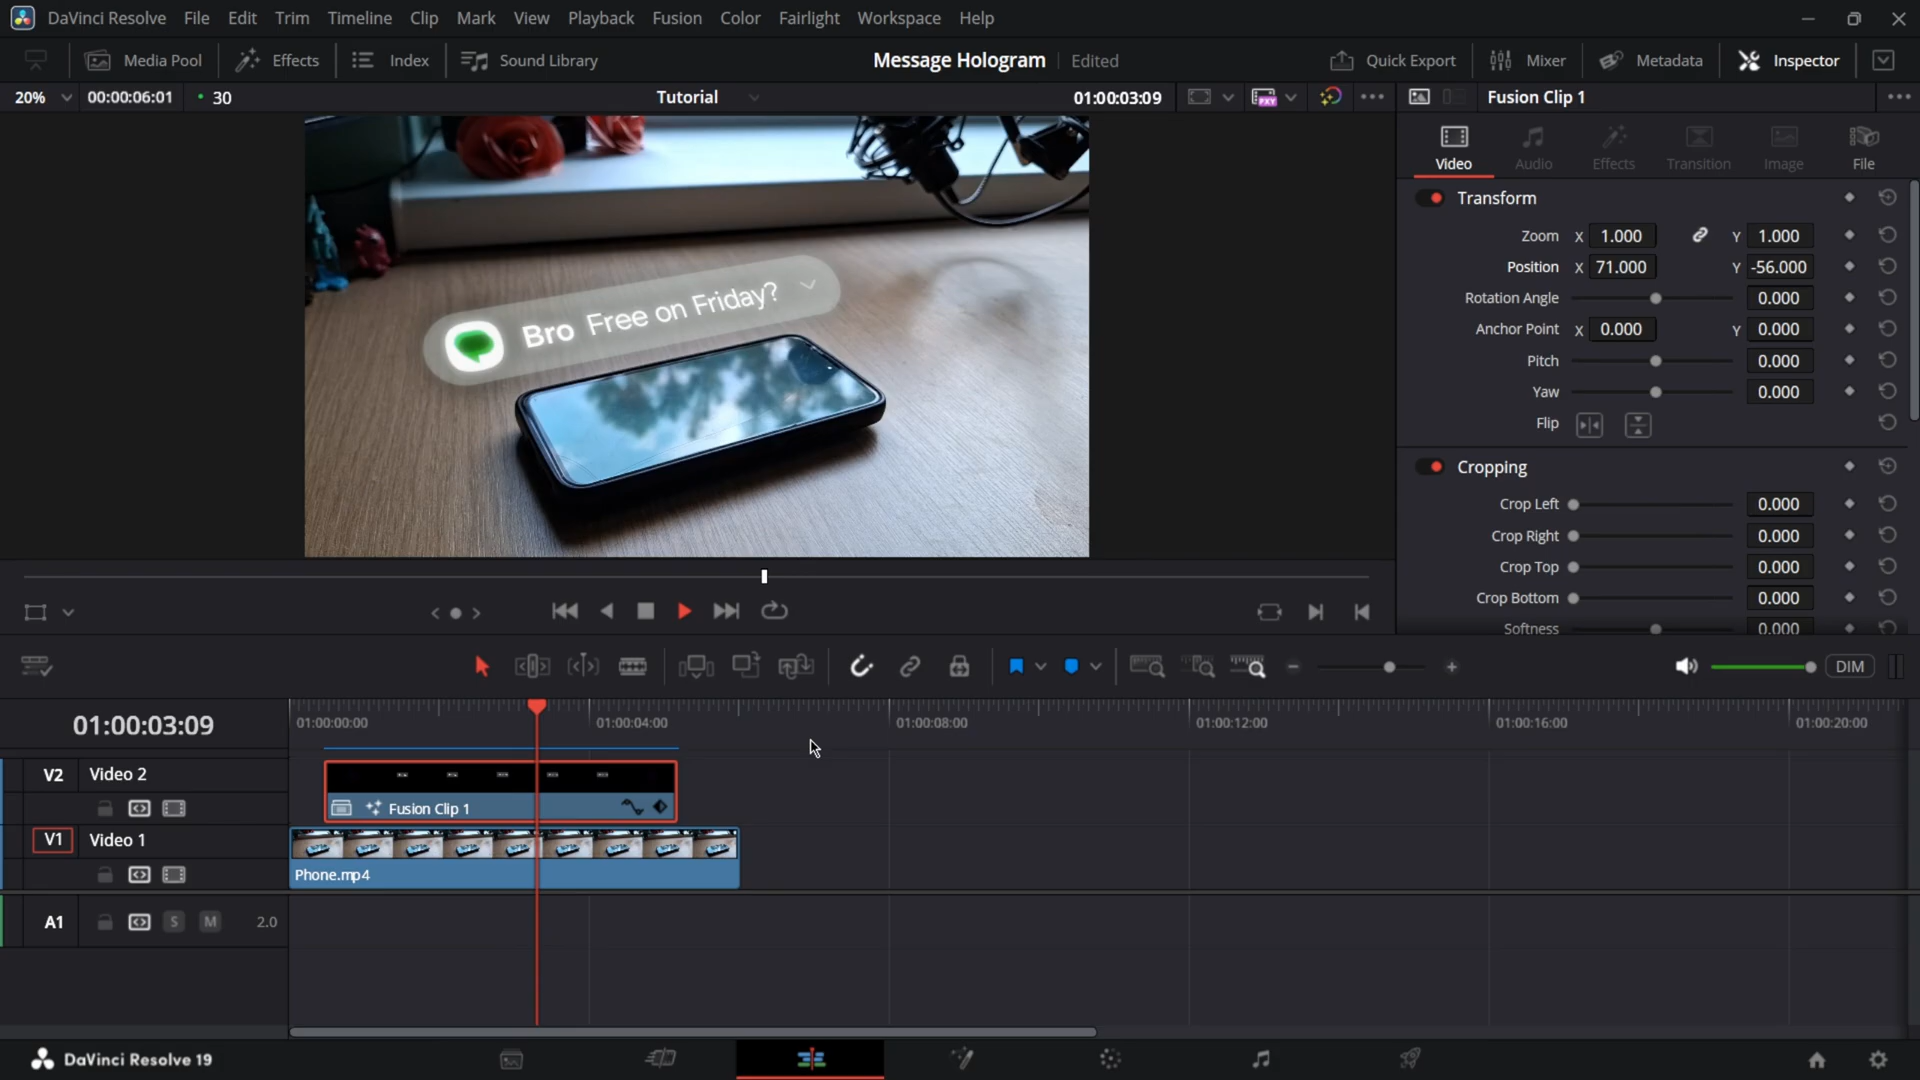 DaVinci Resolve File Edit Trim Timeline Clip Mark View Playback Fusion Color Fairlight Workspace Help
Media Pool Effects Index Sound Library Message Hologram Edited Quick Export Mixer Metadata Inspector
20% 00:00:06:01 30 Tutorial 01:00:03:09 PXY Fusion Clip 1
Video Audio Effects Transition Image File
Transform
Zoom X 1.000 Y 1.000
Position X 71.000 Y -56.000
Rotation Angle 0.000
Anchor Point X 0.000 Y 0.000
Pitch 0.000
Yaw 0.000
Flip
Cropping
Crop Left 0.000
Crop Right 0.000
Crop Top 0.000
Crop Bottom 0.000
Softness 0.000
Bro Free on Friday?
DIM
01:00:03:09 01:00:00:00 01:00:04:00 01:00:08:00 01:00:12:00 01:00:16:00 01:00:20:00
V2 Video 2
Fusion Clip 1
V1 Video 1
Phone.mp4
A1 S M 2.0
DaVinci Resolve 19